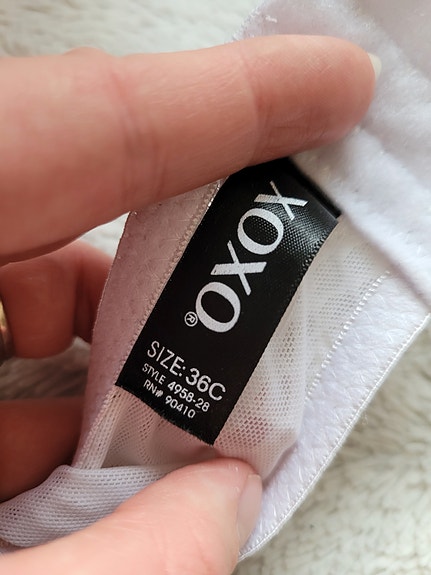 XOXO®
SIZE: 36C
STYLE 4958-28
RN# 90410